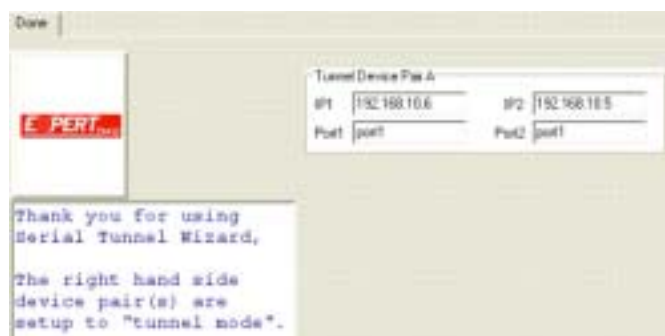 Done
Tunnel Device Pair A
IP1 192.168.10.6 IP2 192.168.10.5
Port1 port1 Port2 port1
E PERT
Thank you for using
Serial Tunnel Wizard,
The right hand side
device pair(s) are
setup to "tunnel mode".